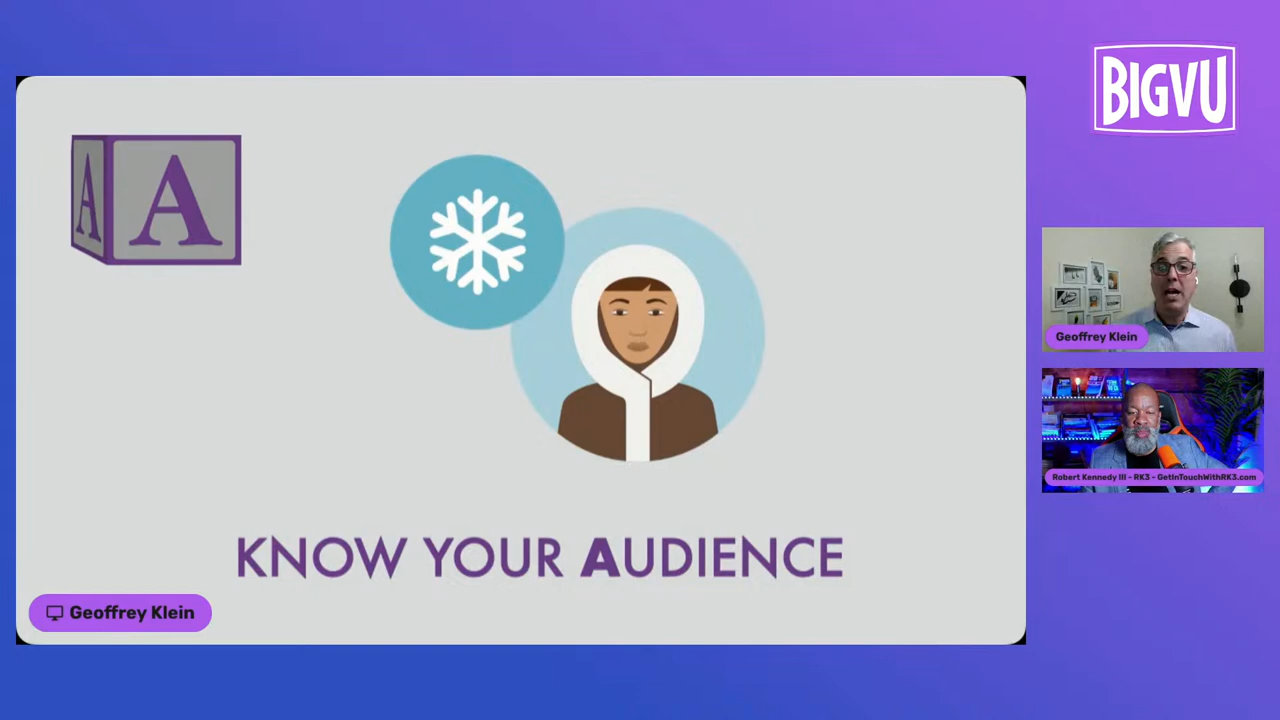 BIGVU
A A
KNOW YOUR AUDIENCE
Geoffrey Klein
Geoffrey Klein
Robert Kennedy III - RK3 - GetInTouchWithRK3.com